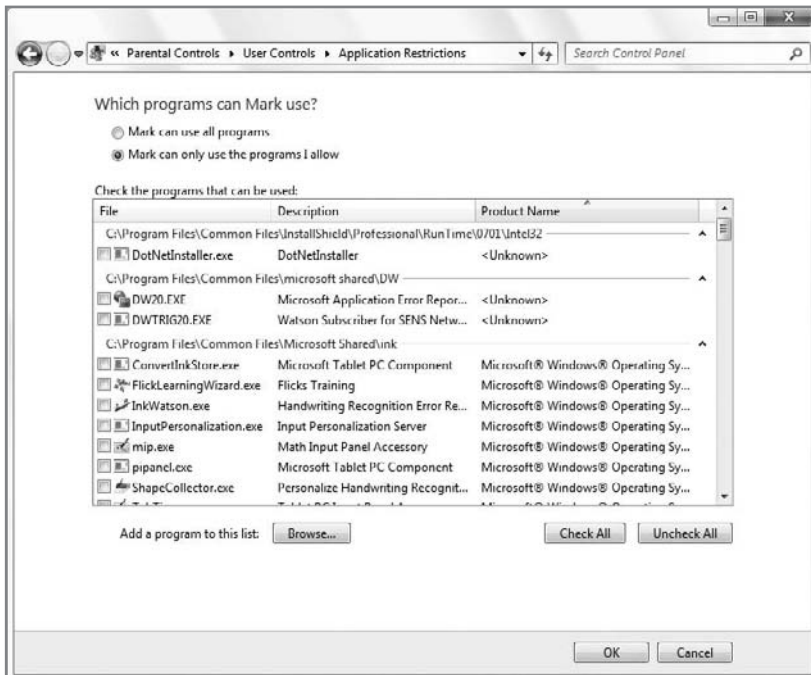 « Parental Controls ▸ User Controls ▸ Application Restrictions
Search Control Panel
Which programs can Mark use?
Mark can use all programs
Mark can only use the programs I allow
Check the programs that can be used:
File Description Product Name
C:\Program Files\Common Files\InstallShield\Professional\RunTime\0701\Intel32
DotNetInstaller.exe DotNetInstaller <Unknown>
C:\Program Files\Common Files\microsoft shared\DW
DW20.EXE Microsoft Application Error Repor... <Unknown>
DWTRIG20.EXE Watson Subscriber for SENS Netw... <Unknown>
C:\Program Files\Common Files\Microsoft Shared\ink
ConvertInkStore.exe Microsoft Tablet PC Component Microsoft® Windows® Operating Sy...
FlickLearningWizard.exe Flicks Training Microsoft® Windows® Operating Sy...
InkWatson.exe Handwriting Recognition Error Re... Microsoft® Windows® Operating Sy...
InputPersonalization.exe Input Personalization Server Microsoft® Windows® Operating Sy...
mip.exe Math Input Panel Accessory Microsoft® Windows® Operating Sy...
pipanel.exe Microsoft Tablet PC Component Microsoft® Windows® Operating Sy...
ShapeCollector.exe Personalize Handwriting Recognit... Microsoft® Windows® Operating Sy...
Add a program to this list: Browse... Check All Uncheck All
OK Cancel